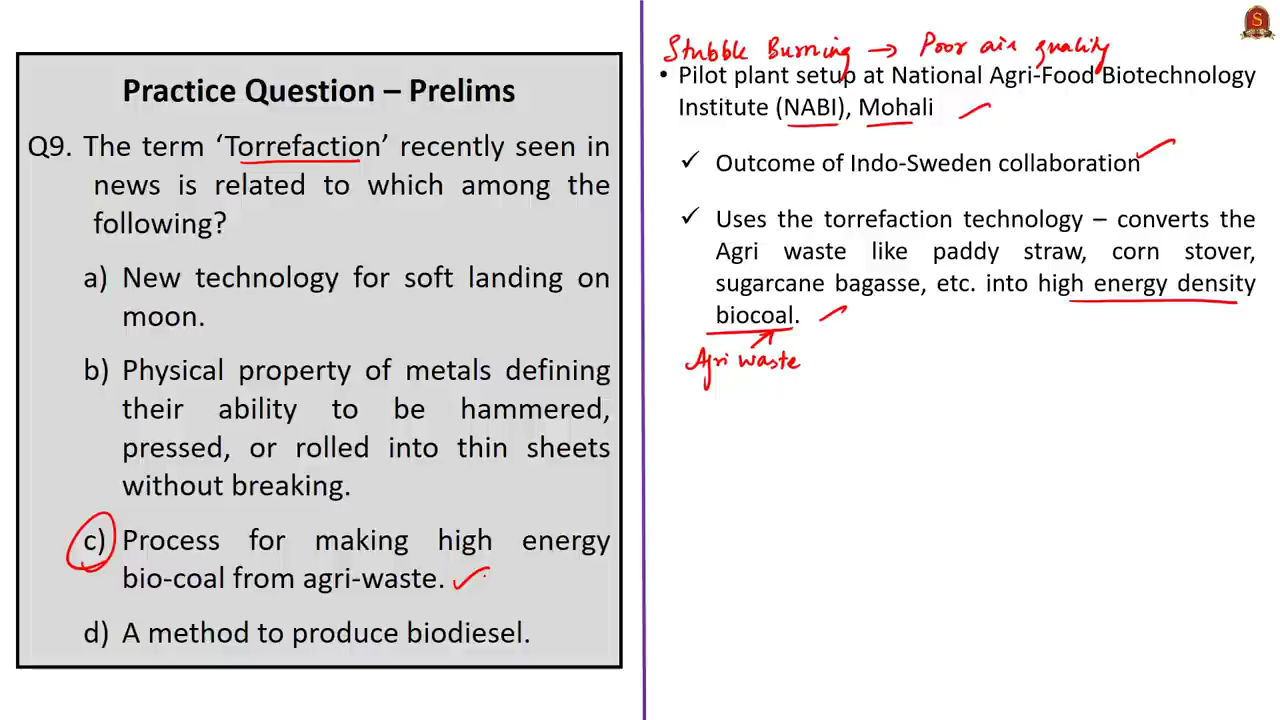 Practice Question – Prelims
Q9. The term ‘Torrefaction’ recently seen in
news is related to which among the
following?
a) New technology for soft landing on
moon.
b) Physical property of metals defining
their ability to be hammered,
pressed, or rolled into thin sheets
without breaking.
c) Process for making high energy
bio-coal from agri-waste.
d) A method to produce biodiesel.
Stubble Burning → Poor air quality
• Pilot plant setup at National Agri-Food Biotechnology
Institute (NABI), Mohali
✓ Outcome of Indo-Sweden collaboration
✓ Uses the torrefaction technology – converts the
Agri waste like paddy straw, corn stover,
sugarcane bagasse, etc. into high energy density
biocoal.
Agri waste